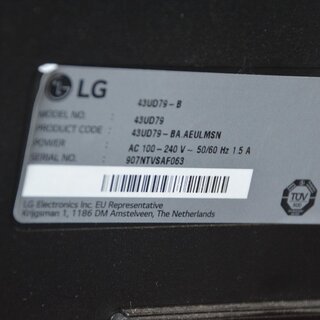 LG
43UD79-B
MODEL NO. : 43UD79
PRODUCT CODE : 43UD79-BA.AEULMSN
POWER : AC 100-240 V ~ 50/60 Hz 1.5 A
SERIAL NO. : 907NTVSAF063
LG Electronics Inc. EU Representative
Krijgsman 1, 1186 DM Amstelveen, The Netherlands
TÜV